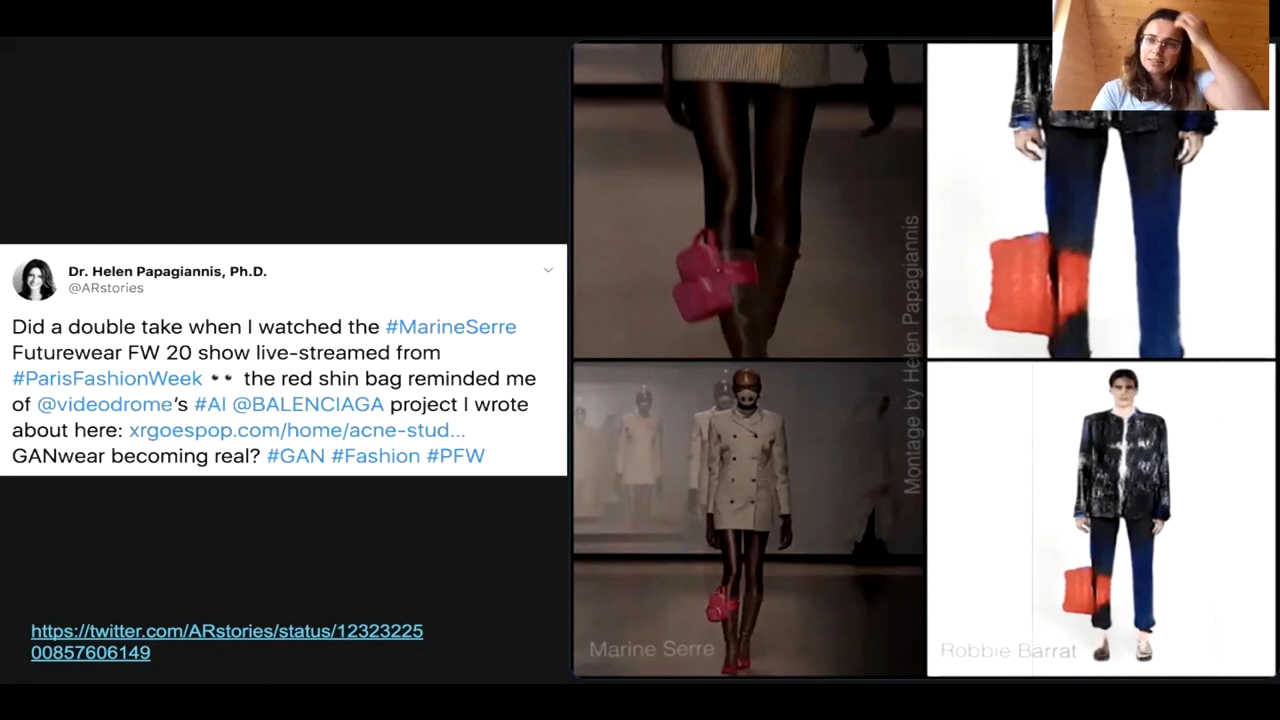 Dr. Helen Papagiannis, Ph.D.
@ARstories
Did a double take when I watched the #MarineSerre
Futurewear FW 20 show live-streamed from
#ParisFashionWeek 👀 the red shin bag reminded me
of @videodrome's #AI @BALENCIAGA project I wrote
about here: xrgoespop.com/home/acne-stud...
GANwear becoming real? #GAN #Fashion #PFW
https://twitter.com/ARstories/status/12323225
00857606149
Montage by Helen Papagiannis
Marine Serre
Robbie Barrat